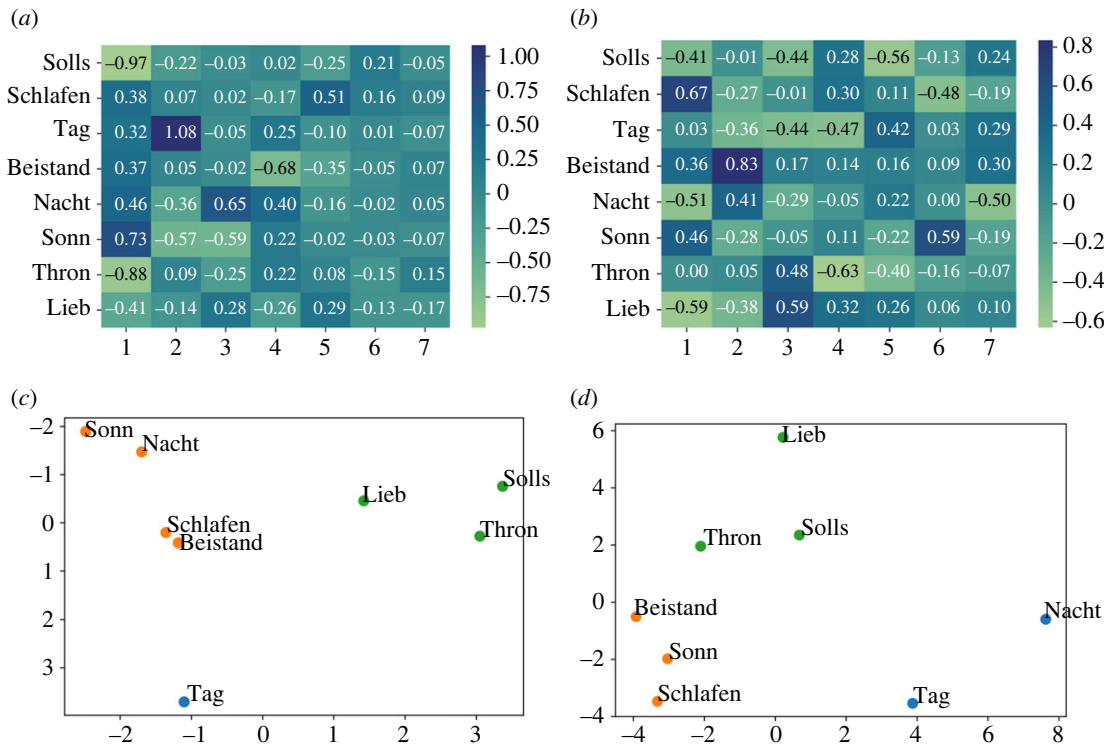 (a)
Solls −0.97 −0.22 −0.03 0.02 −0.25 0.21 −0.05
Schlafen 0.38 0.07 0.02 −0.17 0.51 0.16 0.09
Tag 0.32 1.08 −0.05 0.25 −0.10 0.01 −0.07
Beistand 0.37 0.05 −0.02 −0.68 −0.35 −0.05 0.07
Nacht 0.46 −0.36 0.65 0.40 −0.16 −0.02 0.05
Sonn 0.73 −0.57 −0.59 0.22 −0.02 −0.03 −0.07
Thron −0.88 0.09 −0.25 0.22 0.08 −0.15 0.15
Lieb −0.41 −0.14 0.28 −0.26 0.29 −0.13 −0.17
1 2 3 4 5 6 7
1.00
0.75
0.50
0.25
0
−0.25
−0.50
−0.75
(b)
Solls −0.41 −0.01 −0.44 0.28 −0.56 −0.13 0.24
Schlafen 0.67 −0.27 −0.01 0.30 0.11 −0.48 −0.19
Tag 0.03 −0.36 −0.44 −0.47 0.42 0.03 0.29
Beistand 0.36 0.83 0.17 0.14 0.16 0.09 0.30
Nacht −0.51 0.41 −0.29 −0.05 0.22 0.00 −0.50
Sonn 0.46 −0.28 −0.05 0.11 −0.22 0.59 −0.19
Thron 0.00 0.05 0.48 −0.63 −0.40 −0.16 −0.07
Lieb −0.59 −0.38 0.59 0.32 0.26 0.06 0.10
1 2 3 4 5 6 7
0.8
0.6
0.4
0.2
0
−0.2
−0.4
−0.6
(c)
−2
−1
0
1
2
3
Sonn
Nacht
Lieb
Solls
Schlafen
Beistand
Thron
Tag
−2 −1 0 1 2 3
(d)
6
4
2
0
−2
−4
Lieb
Thron
Solls
Beistand
Nacht
Sonn
Schlafen
Tag
−4 −2 0 2 4 6 8